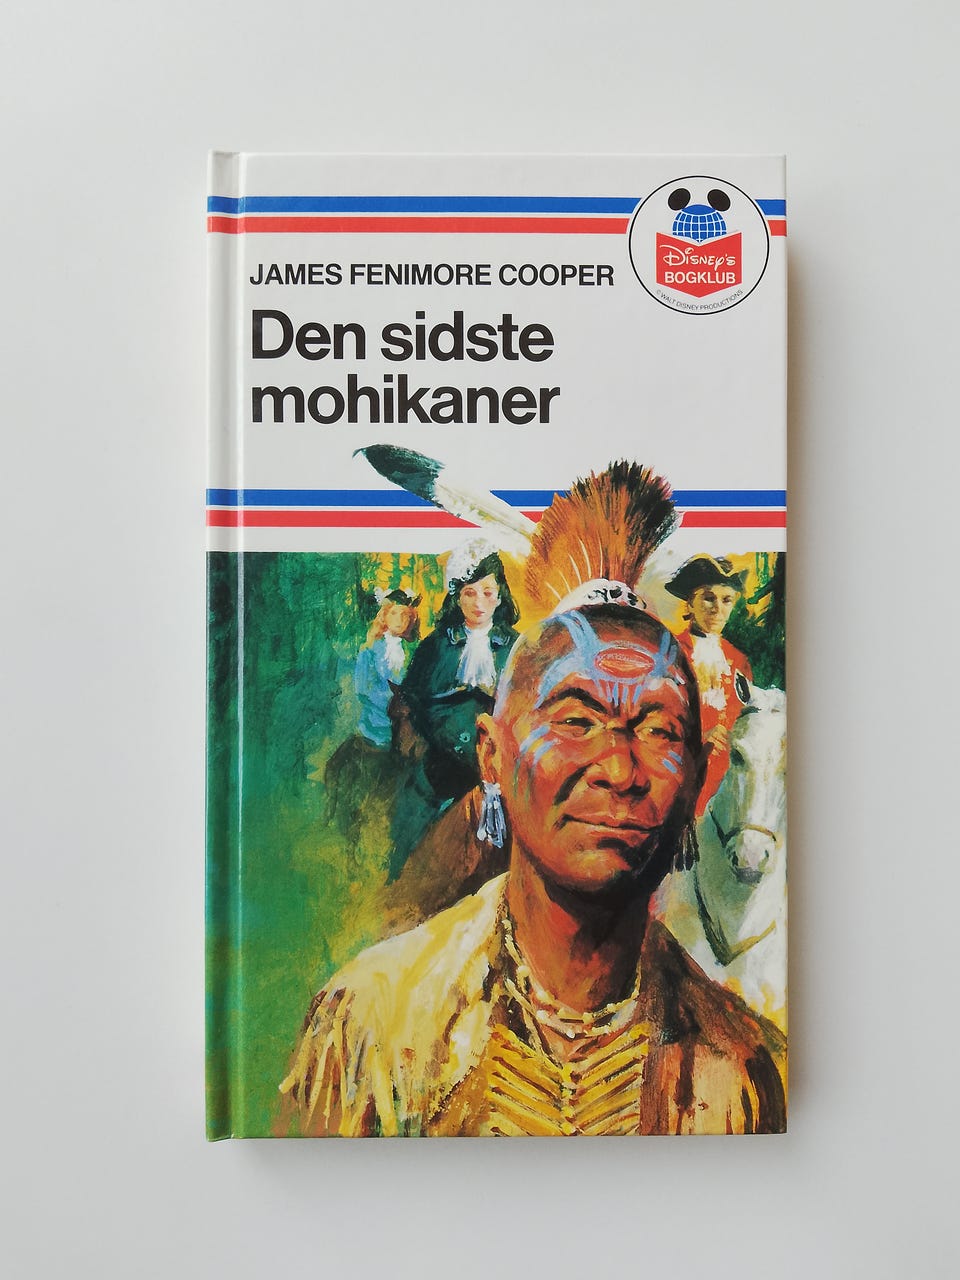 JAMES FENIMORE COOPER
Den sidste
mohikaner
Disney's
BOGKLUB
© WALT DISNEY PRODUCTIONS